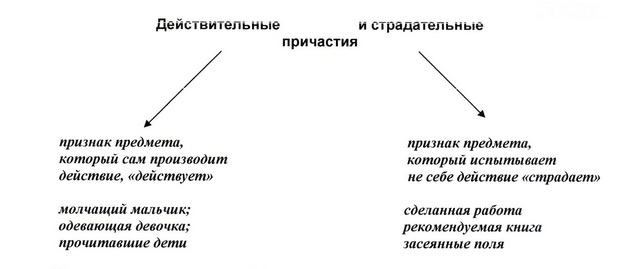 Действительные и страдательные
причастия
признак предмета,
который сам производит
действие, «действует»
молчащий мальчик;
одевающая девочка;
прочитавшие дети
признак предмета,
который испытывает
не себе действие «страдает»
сделанная работа
рекомендуемая книга
засеянные поля